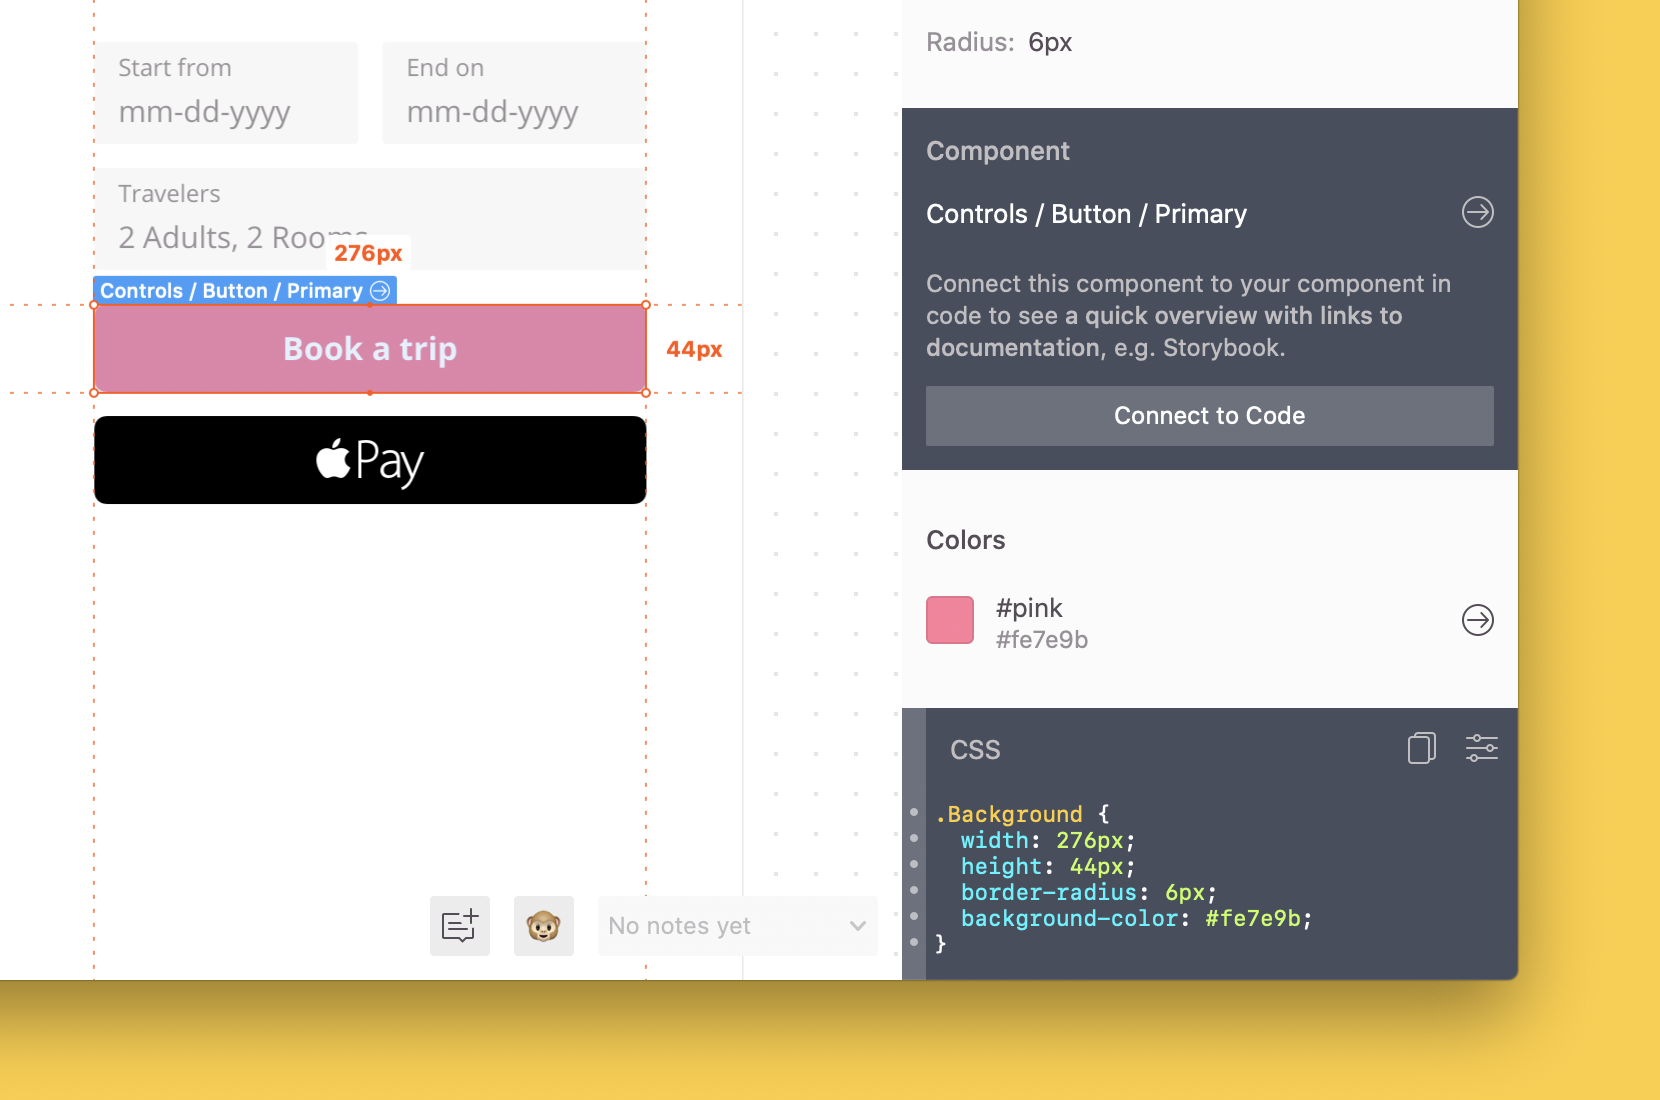 Start from
mm-dd-yyyy
End on
mm-dd-yyyy
Travelers
2 Adults, 2 Rooms
276px
Controls / Button / Primary
Book a trip
44px
Pay
No notes yet
Radius: 6px
Component
Controls / Button / Primary
Connect this component to your component in
code to see a quick overview with links to
documentation, e.g. Storybook.
Connect to Code
Colors
#pink
#fe7e9b
CSS
.Background {
width: 276px;
height: 44px;
border-radius: 6px;
background-color: #fe7e9b;
}